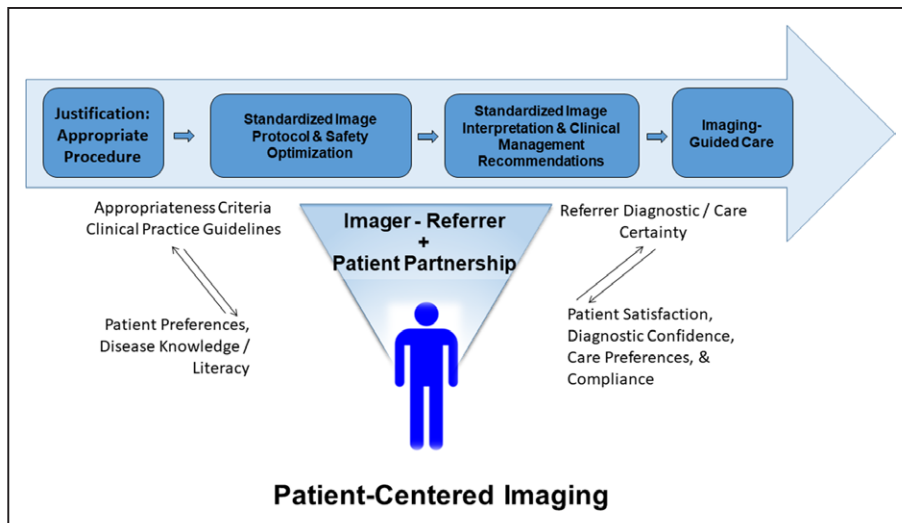 Justification:
Appropriate
Procedure
Standardized Image
Protocol & Safety
Optimization
Standardized Image
Interpretation & Clinical
Management
Recommendations
Imaging-
Guided Care
Appropriateness Criteria
Clinical Practice Guidelines
Patient Preferences,
Disease Knowledge /
Literacy
Imager - Referrer
+
Patient Partnership
Referrer Diagnostic / Care
Certainty
Patient Satisfaction,
Diagnostic Confidence,
Care Preferences, &
Compliance
Patient-Centered Imaging